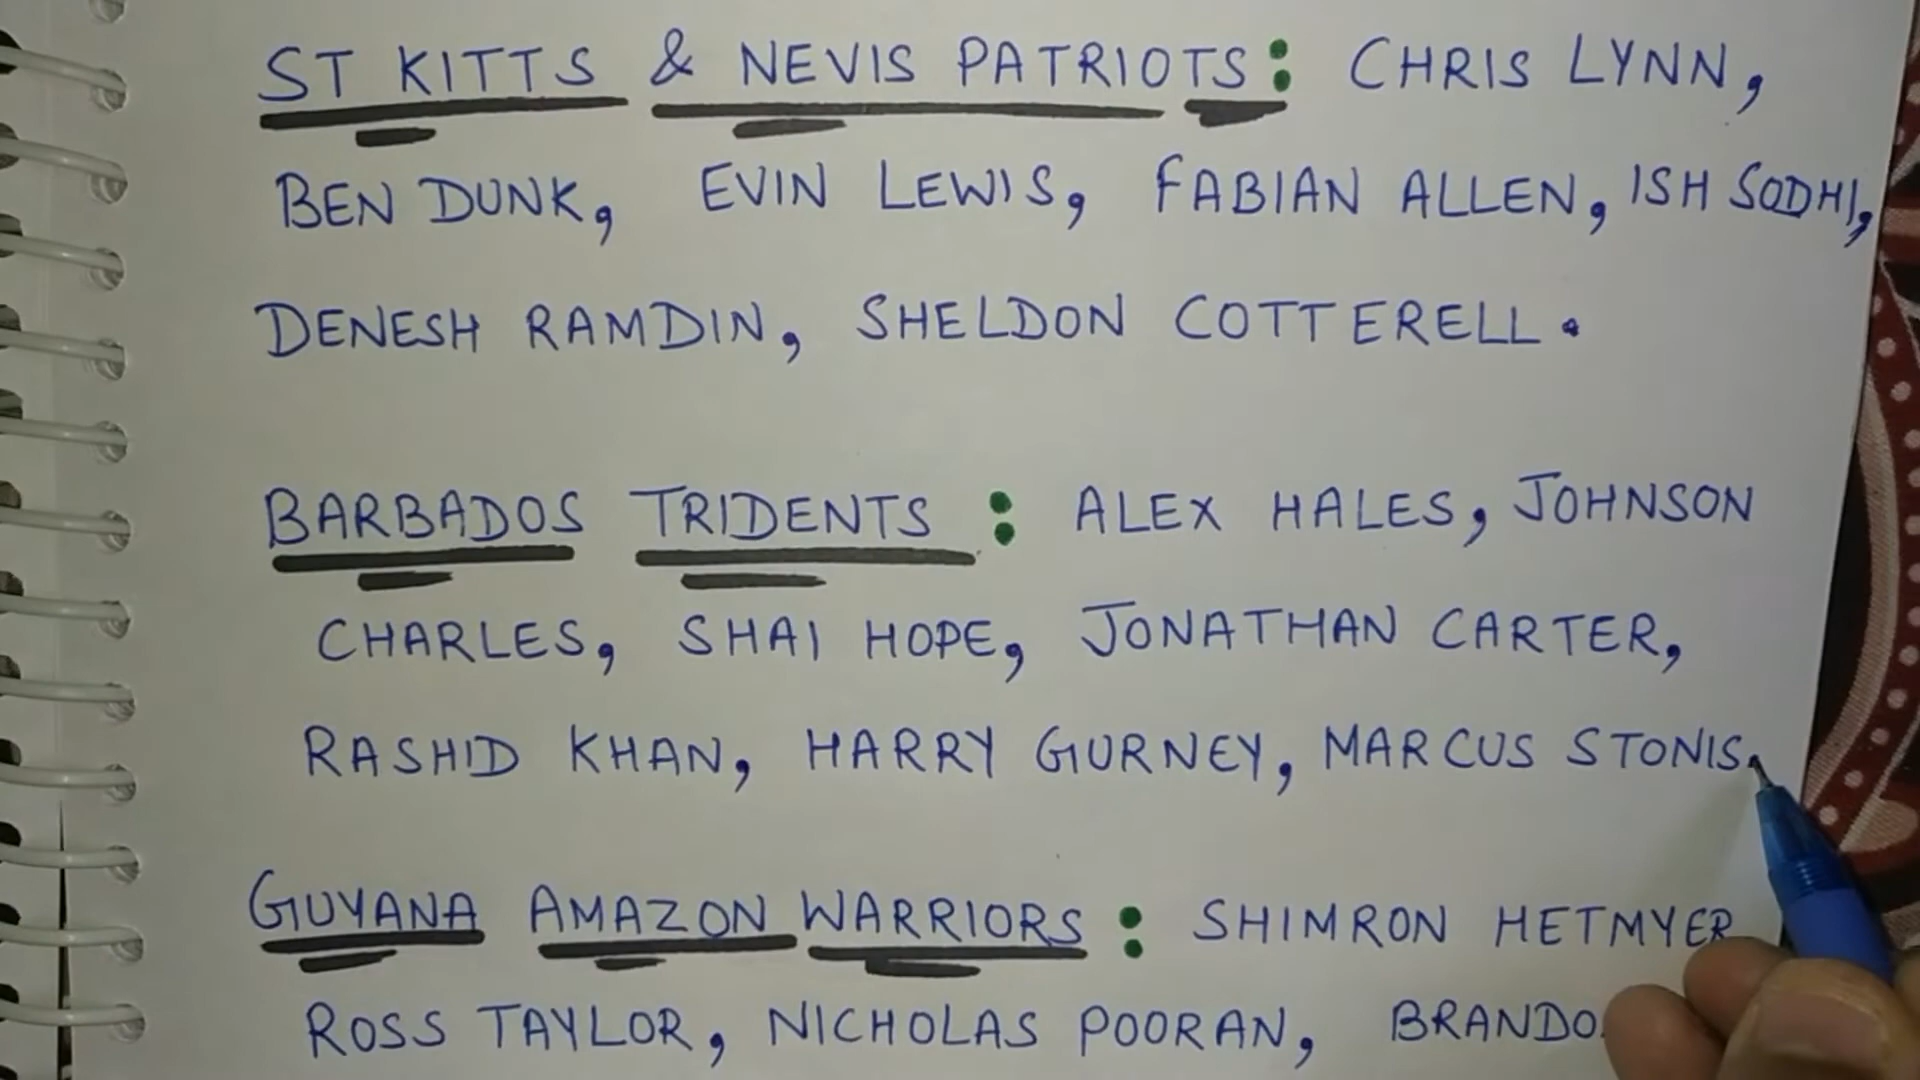 ST KITTS & NEVIS PATRIOTS: CHRIS LYNN,
BEN DUNK, EVIN LEWIS, FABIAN ALLEN, ISH SODHI,
DENESH RAMDIN, SHELDON COTTERELL.
BARBADOS TRIDENTS : ALEX HALES, JOHNSON
CHARLES, SHAI HOPE, JONATHAN CARTER,
RASHID KHAN, HARRY GURNEY, MARCUS STONIS.
GUYANA AMAZON WARRIORS : SHIMRON HETMYER
ROSS TAYLOR, NICHOLAS POORAN,